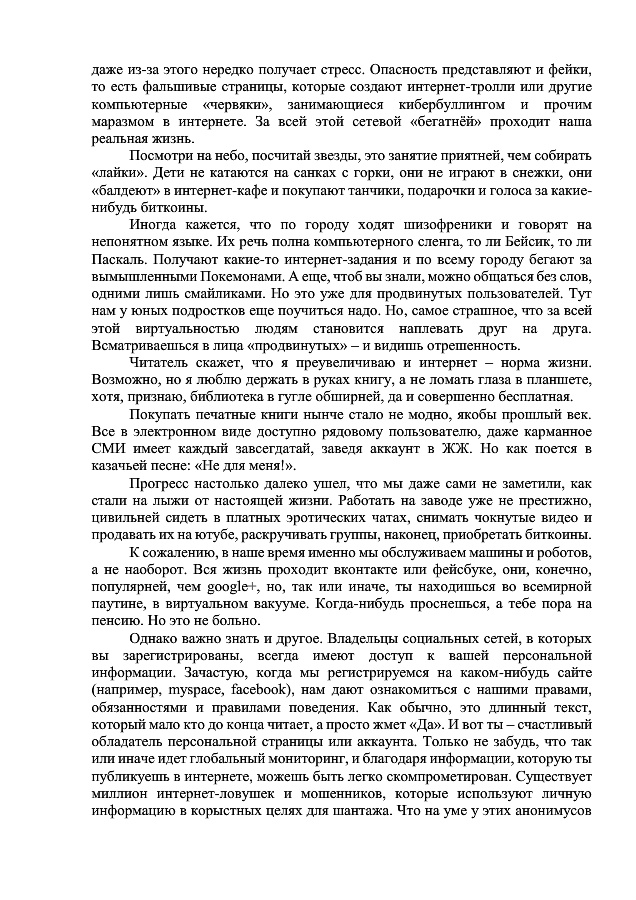 даже из-за этого нередко получает стресс. Опасность представляют и фейки,
то есть фальшивые страницы, которые создают интернет-тролли или другие
компьютерные «червяки», занимающиеся кибербуллингом и прочим
маразмом в интернете. За всей этой сетевой «бегатнёй» проходит наша
реальная жизнь.
Посмотри на небо, посчитай звезды, это занятие приятней, чем собирать
«лайки». Дети не катаются на санках с горки, они не играют в снежки, они
«балдеют» в интернет-кафе и покупают танчики, подарочки и голоса за какие-
нибудь биткоины.
Иногда кажется, что по городу ходят шизофреники и говорят на
непонятном языке. Их речь полна компьютерного сленга, то ли Бейсик, то ли
Паскаль. Получают какие-то интернет-задания и по всему городу бегают за
вымышленными Покемонами. А еще, чтоб вы знали, можно общаться без слов,
одними лишь смайликами. Но это уже для продвинутых пользователей. Тут
нам у юных подростков еще поучиться надо. Но, самое страшное, что за всей
этой виртуальностью людям становится наплевать друг на друга.
Всматриваешься в лица «продвинутых» – и видишь отрешенность.
Читатель скажет, что я преувеличиваю и интернет – норма жизни.
Возможно, но я люблю держать в руках книгу, а не ломать глаза в планшете,
хотя, признаю, библиотека в гугле обширней, да и совершенно бесплатная.
Покупать печатные книги нынче стало не модно, якобы прошлый век.
Все в электронном виде доступно рядовому пользователю, даже карманное
СМИ имеет каждый завсегдатай, заведя аккаунт в ЖЖ. Но как поется в
казачьей песне: «Не для меня!».
Прогресс настолько далеко ушел, что мы даже сами не заметили, как
стали на лыжи от настоящей жизни. Работать на заводе уже не престижно,
цивильней сидеть в платных эротических чатах, снимать чокнутые видео и
продавать их на ютубе, раскручивать группы, наконец, приобретать биткоины.
К сожалению, в наше время именно мы обслуживаем машины и роботов,
а не наоборот. Вся жизнь проходит вконтакте или фейсбуке, они, конечно,
популярней, чем google+, но, так или иначе, ты находишься во всемирной
паутине, в виртуальном вакууме. Когда-нибудь проснешься, а тебе пора на
пенсию. Но это не больно.
Однако важно знать и другое. Владельцы социальных сетей, в которых
вы зарегистрированы, всегда имеют доступ к вашей персональной
информации. Зачастую, когда мы регистрируемся на каком-нибудь сайте
(например, myspace, facebook), нам дают ознакомиться с нашими правами,
обязанностями и правилами поведения. Как обычно, это длинный текст,
который мало кто до конца читает, а просто жмет «Да». И вот ты – счастливый
обладатель персональной страницы или аккаунта. Только не забудь, что так
или иначе идет глобальный мониторинг, и благодаря информации, которую ты
публикуешь в интернете, можешь быть легко скомпрометирован. Существует
миллион интернет-ловушек и мошенников, которые используют личную
информацию в корыстных целях для шантажа. Что на уме у этих анонимусов